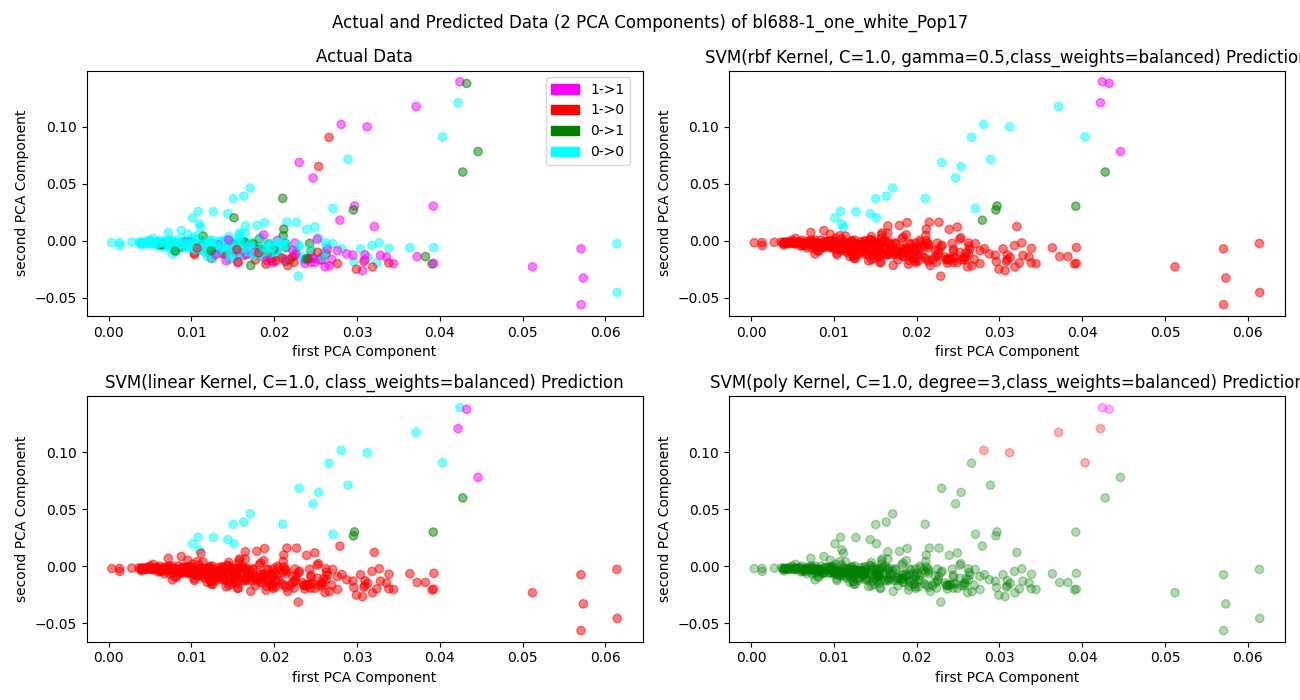 Actual and Predicted Data (2 PCA Components) of bl688-1_one_white_Pop17
Actual Data
second PCA Component
0.10
0.05
0.00
−0.05
1->1
1->0
0->1
0->0
0.00 0.01 0.02 0.03 0.04 0.05 0.06
first PCA Component
SVM(rbf Kernel, C=1.0, gamma=0.5,class_weights=balanced) Prediction
second PCA Component
0.10
0.05
0.00
−0.05
0.00 0.01 0.02 0.03 0.04 0.05 0.06
first PCA Component
SVM(linear Kernel, C=1.0, class_weights=balanced) Prediction
second PCA Component
0.10
0.05
0.00
−0.05
0.00 0.01 0.02 0.03 0.04 0.05 0.06
first PCA Component
SVM(poly Kernel, C=1.0, degree=3,class_weights=balanced) Prediction
second PCA Component
0.10
0.05
0.00
−0.05
0.00 0.01 0.02 0.03 0.04 0.05 0.06
first PCA Component